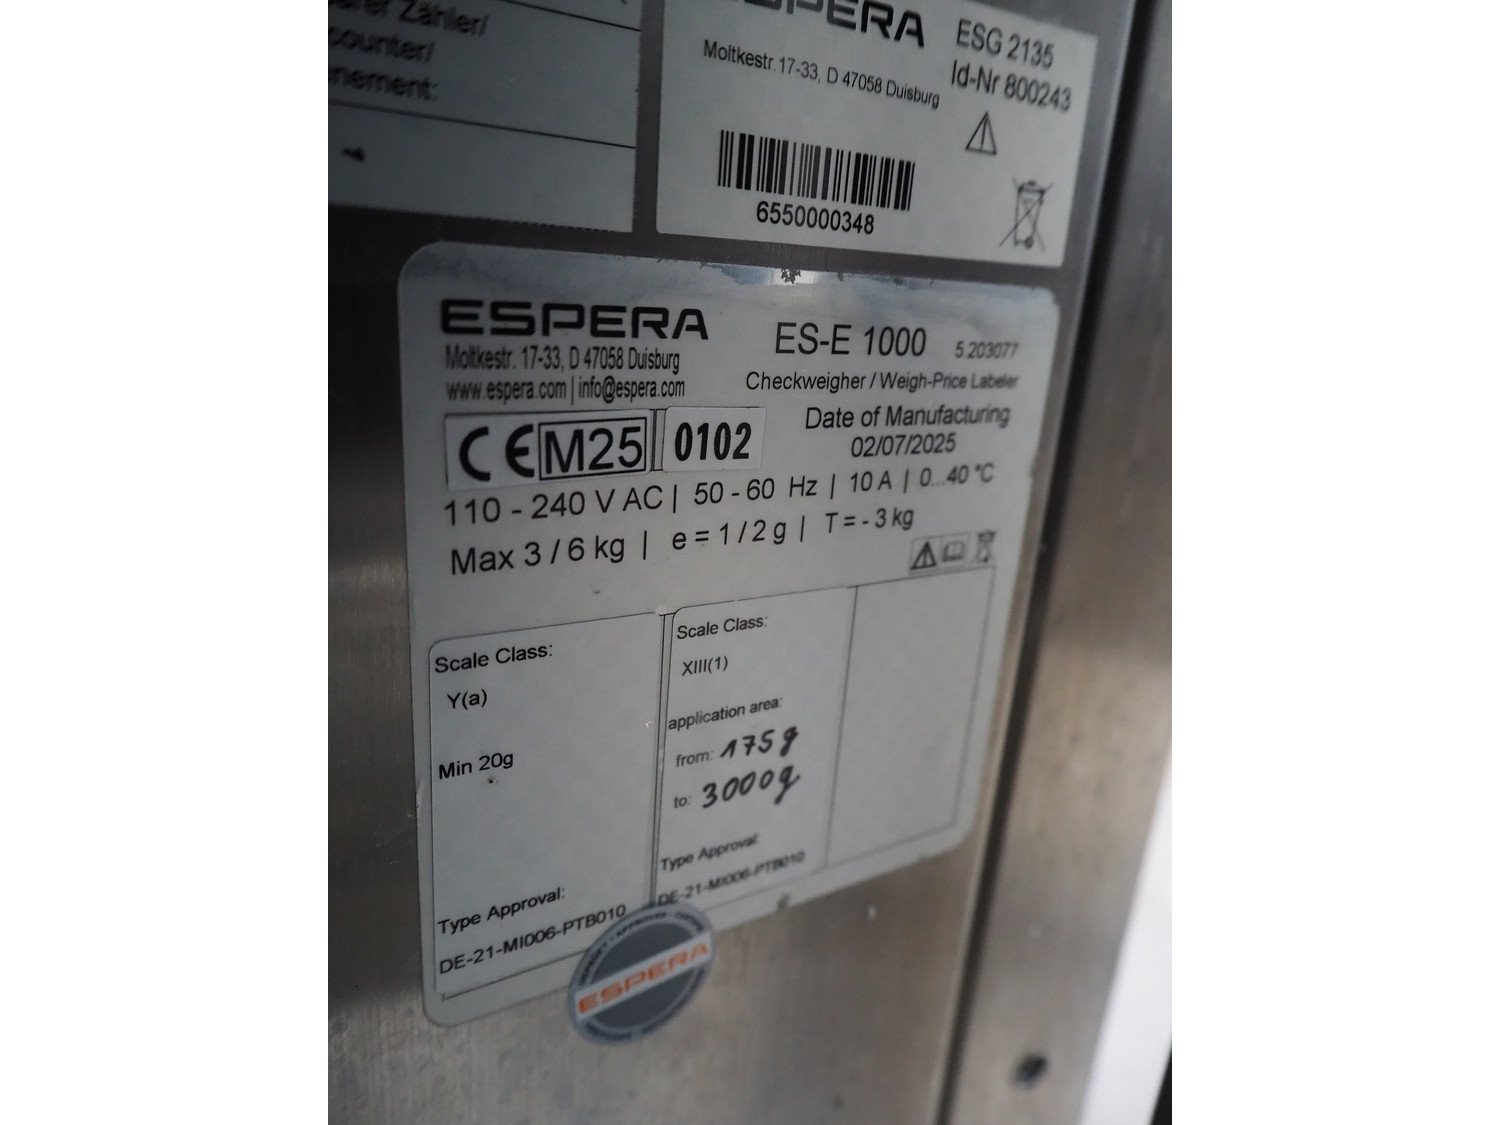 Zähler/
counter/
ESPERA
ESG 2135
Moltkestr. 17-33, D 47058 Duisburg
Id-Nr 800243
6550000348
ESPERA
ES-E 1000 5.203077
Moltkestr. 17-33, D 47058 Duisburg
www.espera.com | info@espera.com
Checkweigher / Weigh-Price Labeler
CE M25 0102
Date of Manufacturing
02/07/2025
110 - 240 V AC | 50 - 60 Hz | 10 A | 0...40 °C
Max 3 / 6 kg | e = 1 / 2 g | T = - 3 kg
Scale Class:
Y(a)
Min 20g
Type Approval:
DE-21-MI006-PTB010
Scale Class:
XIII(1)
application area:
from: 175g
to: 3000g
Type Approval:
DE-21-MI006-PTB010
ESPERA